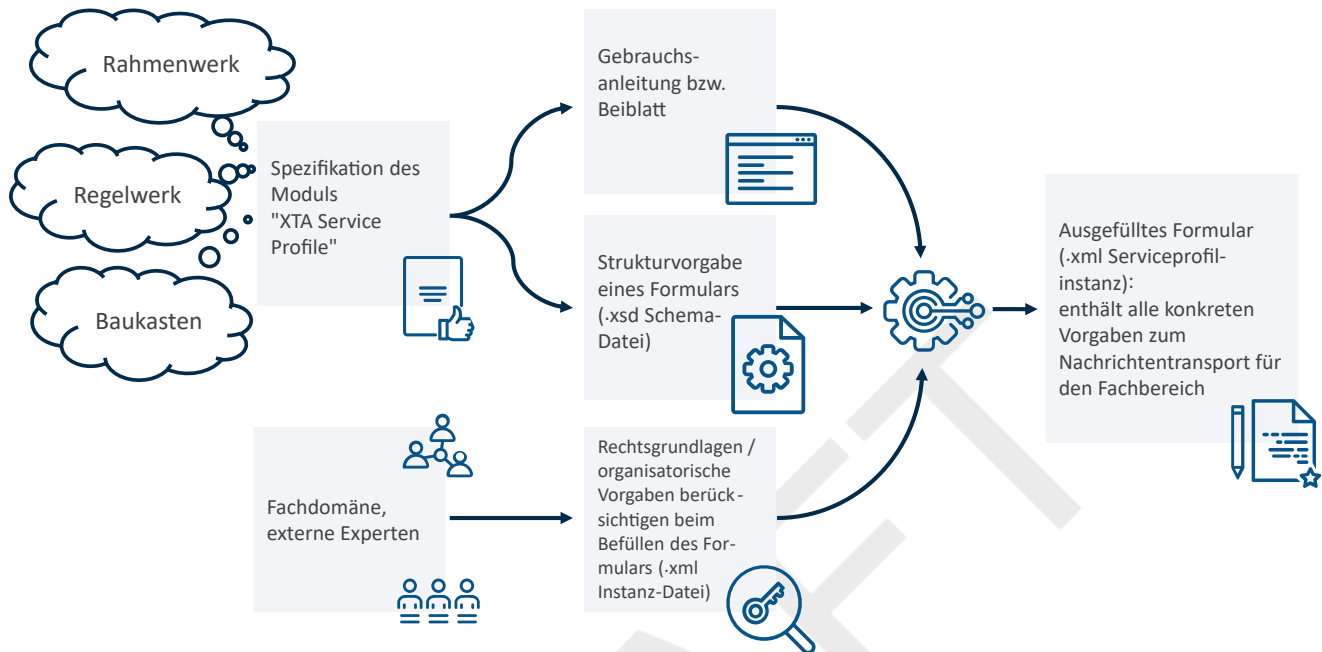 Rahmenwerk
Regelwerk
Baukasten
Spezifikation des
Moduls
"XTA Service
Profile"
Gebrauchs-
anleitung bzw.
Beiblatt
Strukturvorgabe
eines Formulars
(.xsd Schema-
Datei)
Fachdomäne,
externe Experten
Rechtsgrundlagen /
organisatorische
Vorgaben berück-
sichtigen beim
Befüllen des For-
mulars (.xml
Instanz-Datei)
Ausgefülltes Formular
(.xml Serviceprofil-
instanz):
enthält alle konkreten
Vorgaben zum
Nachrichtentransport für
den Fachbereich